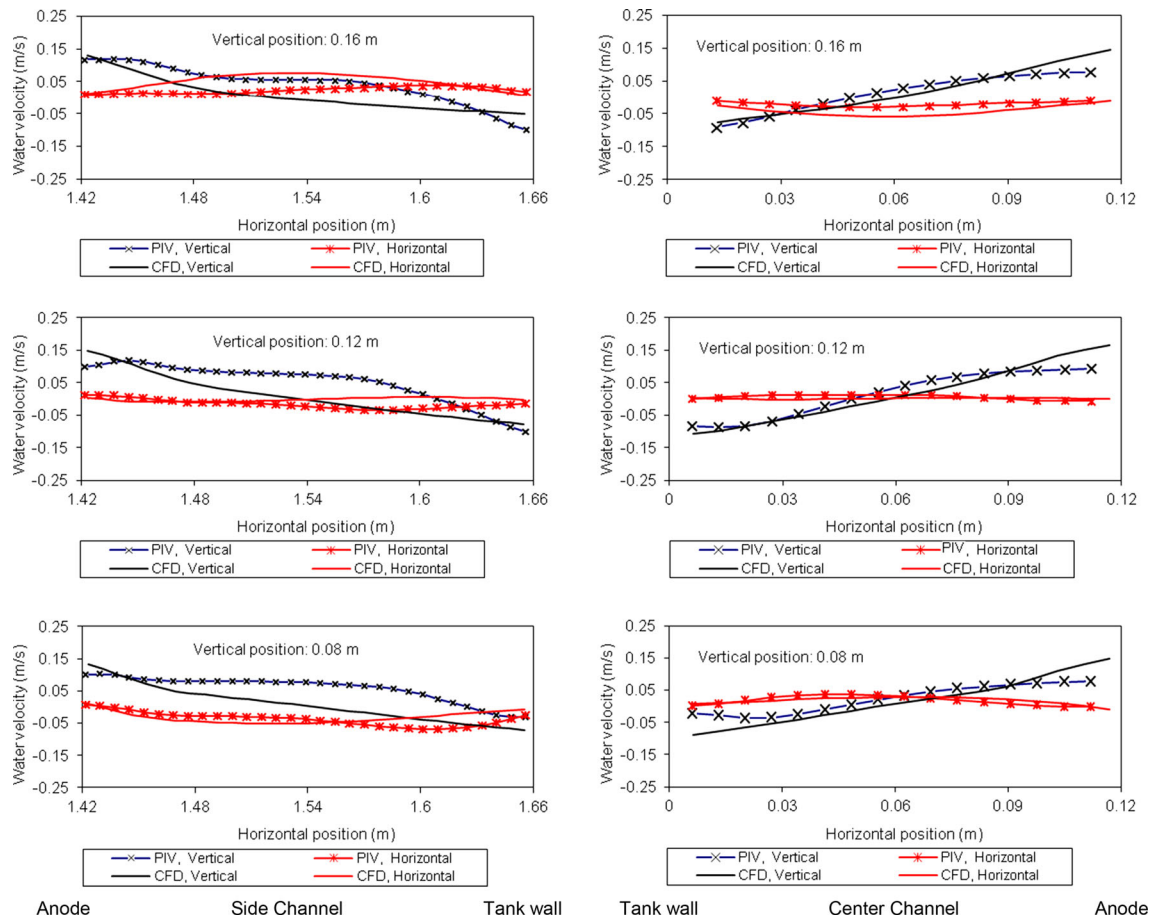 0.25
Vertical position: 0.16 m
0.15
0.05
-0.05
-0.15
-0.25
Water velocity (m/s)
1.42 1.48 1.54 1.6 1.66
Horizontal position (m)
PIV, Vertical PIV, Horizontal
CFD, Vertical CFD, Horizontal
0.25
Vertical position: 0.16 m
0.15
0.05
-0.05
-0.15
-0.25
Water velocity (m/s)
0 0.03 0.06 0.09 0.12
Horizontal position (m)
PIV, Vertical PIV, Horizontal
CFD, Vertical CFD, Horizontal
0.25
Vertical position: 0.12 m
0.15
0.05
-0.05
-0.15
-0.25
Water velocity (m/s)
1.42 1.48 1.54 1.6 1.66
Horizontal position (m)
PIV, Vertical PIV, Horizontal
CFD, Vertical CFD, Horizontal
0.25
Vertical position: 0.12 m
0.15
0.05
-0.05
-0.15
-0.25
Water velocity (m/s)
0 0.03 0.06 0.09 0.12
Horizontal position (m)
PIV, Vertical PIV, Horizontal
CFD, Vertical CFD, Horizontal
0.25
Vertical position: 0.08 m
0.15
0.05
-0.05
-0.15
-0.25
Water velocity (m/s)
1.42 1.48 1.54 1.6 1.66
Horizontal position (m)
PIV, Vertical PIV, Horizontal
CFD, Vertical CFD, Horizontal
0.25
Vertical position: 0.08 m
0.15
0.05
-0.05
-0.15
-0.25
Water velocity (m/s)
0 0.03 0.06 0.09 0.12
Horizontal position (m)
PIV, Vertical PIV, Horizontal
CFD, Vertical CFD, Horizontal
Anode Side Channel Tank wall Tank wall Center Channel Anode